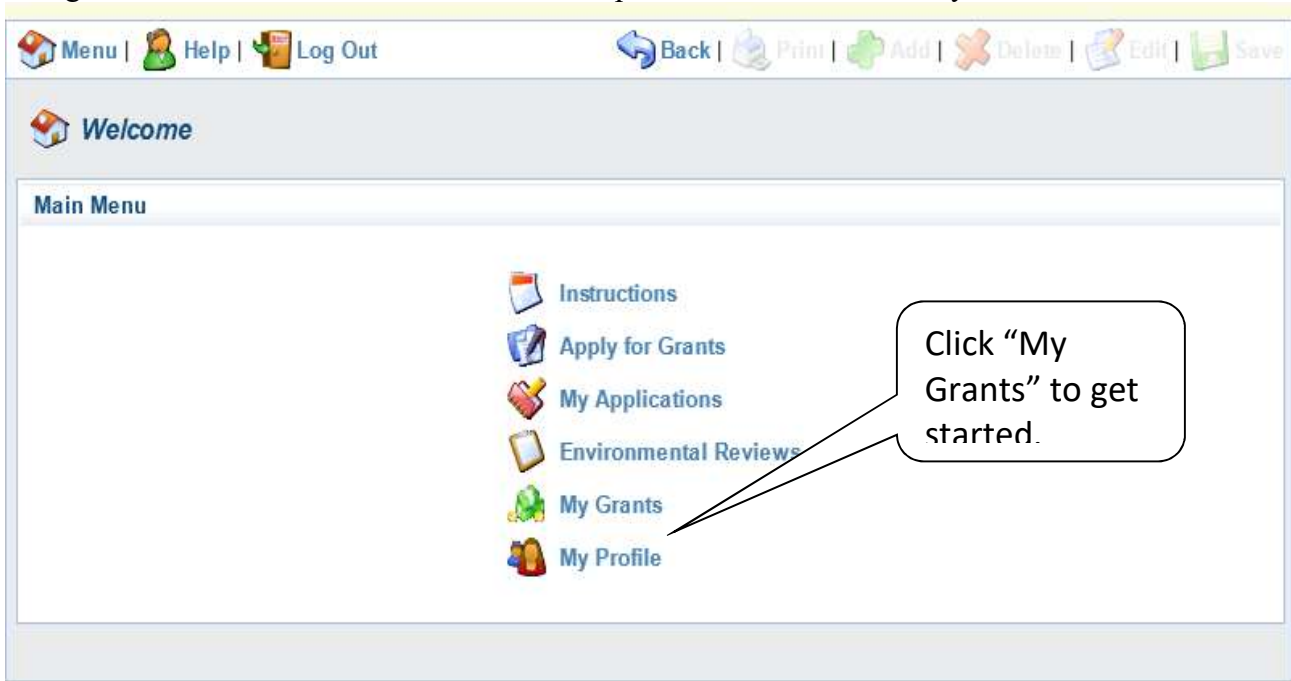 Menu | Help | Log Out Back | Print | Add | Delete | Edit | Save
Welcome
Main Menu
Instructions
Apply for Grants
My Applications
Environmental Reviews
My Grants
My Profile
Click “My
Grants” to get
started.